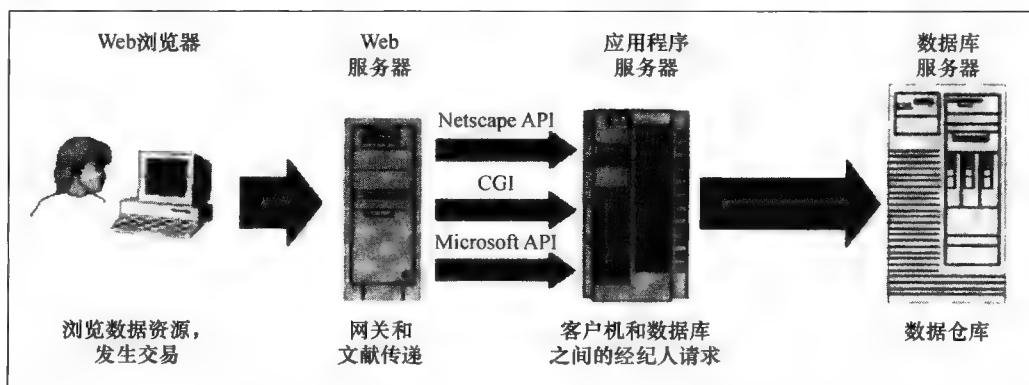 Web浏览器
Web
服务器
应用程序
服务器
数据库
服务器
Netscape API
CGI
Microsoft API
浏览数据资源，
发生交易
网关和
文献传递
客户机和数据库
之间的经纪人请求
数据仓库